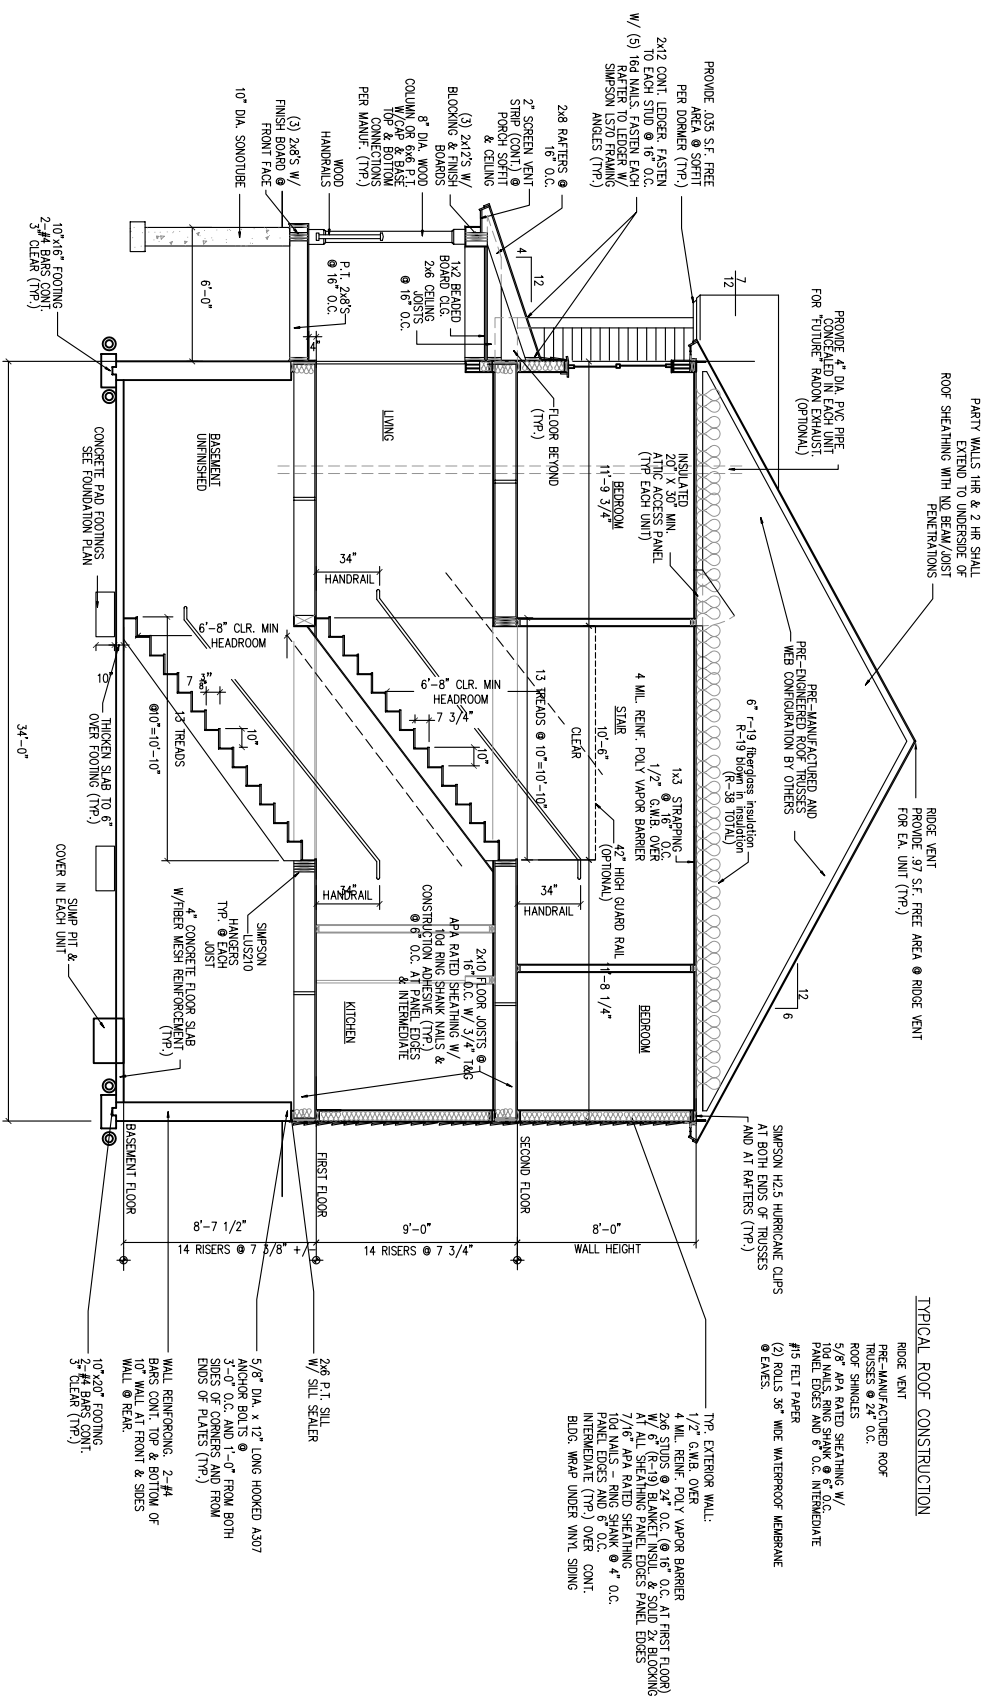 PARTY WALLS 1HR & 2 HR SHALL
EXTEND TO UNDERSIDE OF
ROOF SHEATHING WITH NO BEAM/JOIST
PENETRATIONS
PROVIDE 4" DIA. PVC PIPE
CONCEALED IN EACH UNIT
FOR "FUTURE" RADON EXHAUST.
(OPTIONAL)
PROVIDE .035 S.F. FREE
AREA @ SOFFIT
PER DORMER (TYP.)
2x12 CONT. LEDGER. FASTEN
TO EACH STUD @ 16" O.C.
W/ (5) 16d NAILS. FASTEN EACH
RAFTER TO LEDGER W/
SIMPSON LS70 FRAMING
ANGLES (TYP.)
2x8 RAFTERS @
16" O.C.
2" SCREEN VENT
STRIP (CONT.) @
PORCH SOFFIT
& CEILING
(3) 2x12'S W/
BLOCKING & FINISH
BOARDS
8" DIA. WOOD
COLUMN OR 6x6 P.T.
W/CAP & BASE
TOP & BOTTOM
CONNECTIONS
PER MANUF. (TYP.)
WOOD
HANDRAILS
(3) 2x8'S W/
FINISH BOARD @
FRONT FACE
10" DIA. SONOTUBE
10"x16" FOOTING
2-#4 BARS CONT.
3" CLEAR (TYP.)
7
12
4
12
1x2 BEADED
BOARD CLG.
2x6 CEILING
JOISTS
@ 16" O.C.
P.T. 2x8'S
@ 16" O.C.
6'-0"
4"
FLOOR BEYOND
(TYP.)
INSULATED
20" X 30" MIN.
ATTIC ACCESS PANEL
(TYP EACH UNIT)
BEDROOM
11'-9 3/4"
LIVING
BASEMENT
UNFINISHED
CONCRETE PAD FOOTINGS
SEE FOUNDATION PLAN
34"
HANDRAIL
6'-8" CLR. MIN
HEADROOM
PRE-MANUFACTURED AND
PRE-ENGINEERED ROOF TRUSSES
WEB CONFIGURATION BY OTHERS
6" r-19 fiberglass insulation
R-19 blown in insulation
(R-38 TOTAL)
1x3 STRAPPING
@ 16" O.C.
1/2" G.W.B. OVER
4 MIL. REINF. POLY VAPOR BARRIER
STAIR
10'-6"
CLEAR
13 TREADS @ 10"=10'-10"
6'-8" CLR. MIN
HEADROOM
7 3/4"
10"
42" HIGH GUARD RAIL
(OPTIONAL)
34"
HANDRAIL
34"
HANDRAIL
7 3/8"
10"
13 TREADS
@10"=10'-10"
10"
THICKEN SLAB TO 6"
OVER FOOTING (TYP.)
34'-0"
RIDGE VENT
PROVIDE .97 S.F. FREE AREA @ RIDGE VENT
FOR EA. UNIT (TYP.)
12
6
11'-8 1/4"
BEDROOM
2x10 FLOOR JOISTS @
16" O.C. W/ 3/4" T&G
APA RATED SHEATHING W/
10d RING SHANK NAILS &
CONSTRUCTION ADHESIVE (TYP.)
@ 6" O.C. AT PANEL EDGES
& INTERMEDIATE
KITCHEN
SIMPSON
LUS210
HANGERS
TYP. @ EACH
JOIST
4" CONCRETE FLOOR SLAB
W/FIBER MESH REINFORCEMENT
(TYP.)
SUMP PIT &
COVER IN EACH UNIT
SIMPSON H2.5 HURRICANE CLIPS
AT BOTH ENDS OF TRUSSES
AND AT RAFTERS (TYP.)
SECOND FLOOR
FIRST FLOOR
BASEMENT FLOOR
8'-0"
WALL HEIGHT
9'-0"
14 RISERS @ 7 3/4"
8'-7 1/2"
14 RISERS @ 7 3/8" +/-
TYPICAL ROOF CONSTRUCTION
RIDGE VENT
PRE-MANUFACTURED ROOF
TRUSSES @ 24" O.C.
ROOF SHINGLES
5/8" APA RATED SHEATHING W/
10d NAILS, RING SHANK @ 6" O.C.
PANEL EDGES AND 6" O.C. INTERMEDIATE
#15 FELT PAPER
(2) ROLLS 36" WIDE WATERPROOF MEMBRANE
@ EAVES.
TYP. EXTERIOR WALL:
1/2" G.W.B. OVER
4 MIL. REINF. POLY VAPOR BARRIER
2x6 STUDS @ 24" O.C. (@ 16" O.C. AT FIRST FLOOR)
W/ 6" (R-19) BLANKET INSUL. & SOLID 2x BLOCKING
AT ALL SHEATHING PANEL EDGES PANEL EDGES
7/16" APA RATED SHEATHING
10d NAILS - RING SHANK @ 4" O.C.
PANEL EDGES AND 6" O.C.
INTERMEDIATE (TYP.) OVER CONT.
BLDG. WRAP UNDER VINYL SIDING
2x6 P.T. SILL
W/ SILL SEALER
5/8" DIA. x 12" LONG HOOKED A307
ANCHOR BOLTS @
3'-0" O.C. AND 1'-0" FROM BOTH
SIDES OF CORNERS AND FROM
ENDS OF PLATES (TYP.)
WALL REINFORCING. 2-#4
BARS CONT. TOP & BOTTOM OF
10" WALL AT FRONT & SIDES
WALL @ REAR.
10"x20" FOOTING
2-#4 BARS CONT.
3" CLEAR (TYP.)